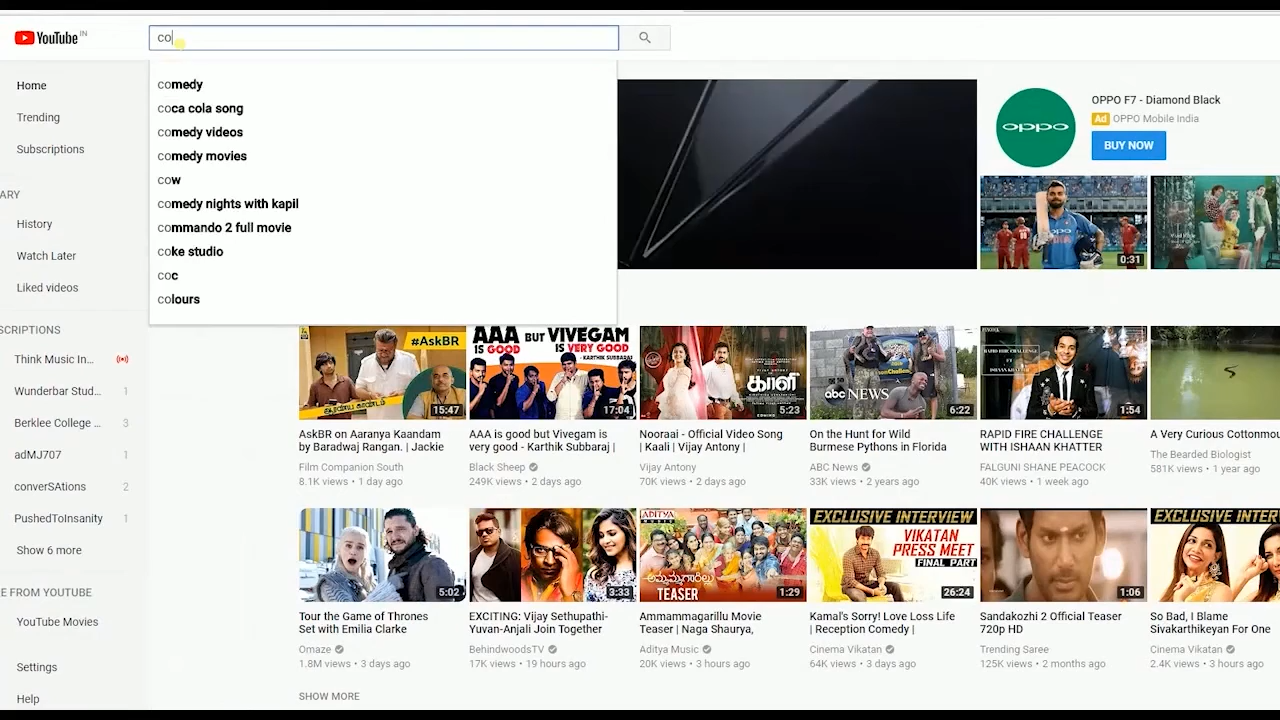 YouTube IN
co
comedy
coca cola song
comedy videos
comedy movies
cow
comedy nights with kapil
commando 2 full movie
coke studio
coc
colours
Home
Trending
Subscriptions
ARY
History
Watch Later
Liked videos
SCRIPTIONS
Think Music In...
Wunderbar Stud... 1
Berklee College ... 3
adMJ707 1
converSAtions 2
PushedToInsanity 1
Show 6 more
E FROM YOUTUBE
YouTube Movies
Settings
Help
oppo
OPPO F7 - Diamond Black
Ad OPPO Mobile India
BUY NOW
0:31
#AskBR
15:47
AskBR on Aaranya Kaandam
by Baradwaj Rangan. | Jackie
Film Companion South
8.1K views • 1 day ago
AAA BUT VIVEGAM
IS GOOD IS VERY GOOD
- KARTHIK SUBBARAJ
17:04
AAA is good but Vivegam is
very good - Karthik Subbaraj |
Black Sheep
249K views • 2 days ago
காளி
5:23
Nooraai - Official Video Song
| Kaali | Vijay Antony |
Vijay Antony
70K views • 2 days ago
abc NEWS
6:22
On the Hunt for Wild
Burmese Pythons in Florida
ABC News
33K views • 2 years ago
RAPID FIRE CHALLENGE
FT
ISHAAN KHATTER
1:54
RAPID FIRE CHALLENGE
WITH ISHAAN KHATTER
FALGUNI SHANE PEACOCK
40K views • 1 week ago
A Very Curious Cottonmou
The Bearded Biologist
581K views • 1 year ago
5:02
Tour the Game of Thrones
Set with Emilia Clarke
Omaze
1.8M views • 3 days ago
3:33
EXCITING: Vijay Sethupathi-
Yuvan-Anjali Join Together
BehindwoodsTV
17K views • 19 hours ago
ADITYA
MUSIC
అమ్మమ్మగారిల్లు
TEASER
1:29
Ammammagarillu Movie
Teaser | Naga Shaurya,
Aditya Music
20K views • 3 hours ago
EXCLUSIVE INTERVIEW
VIKATAN
PRESS MEET
FINAL PART
26:24
Kamal's Sorry! Love Loss Life
| Reception Comedy |
Cinema Vikatan
64K views • 3 days ago
1:06
Sandakozhi 2 Official Teaser
720p HD
Trending Saree
125K views • 2 months ago
EXCLUSIVE INTER
So Bad, I Blame
Sivakarthikeyan For One
Cinema Vikatan
2.4K views • 3 hours ago
SHOW MORE